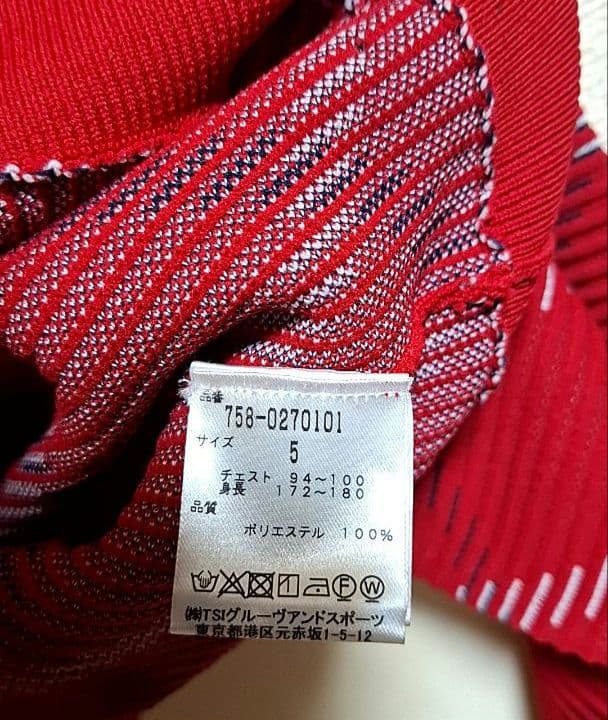 品番
758-0270101
サイズ
5
チェスト 94～100
身長 172～180
品質
ポリエステル 100%
㈱TSIグルーヴアンドスポーツ
東京都港区元赤坂1-5-12